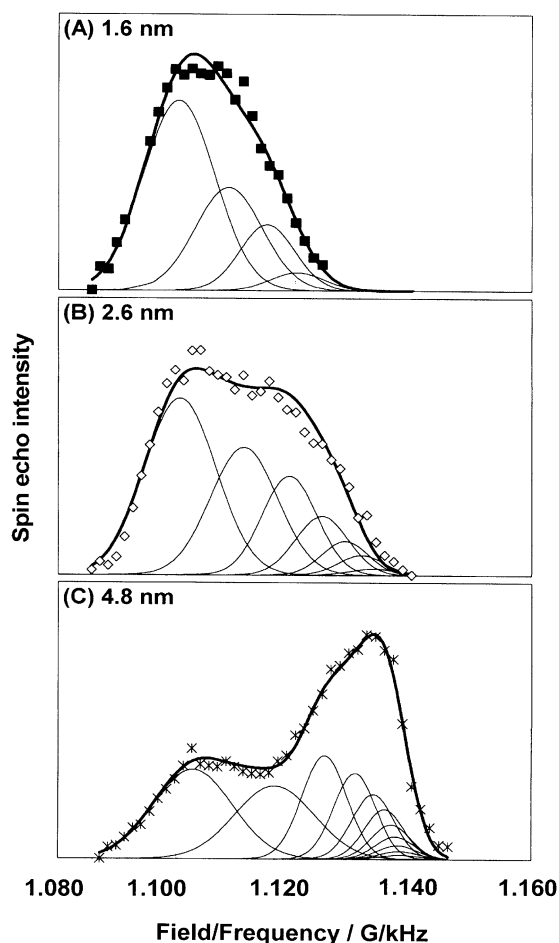 (A) 1.6 nm
(B) 2.6 nm
Spin echo intensity
(C) 4.8 nm
1.080 1.100 1.120 1.140 1.160
Field/Frequency / G/kHz